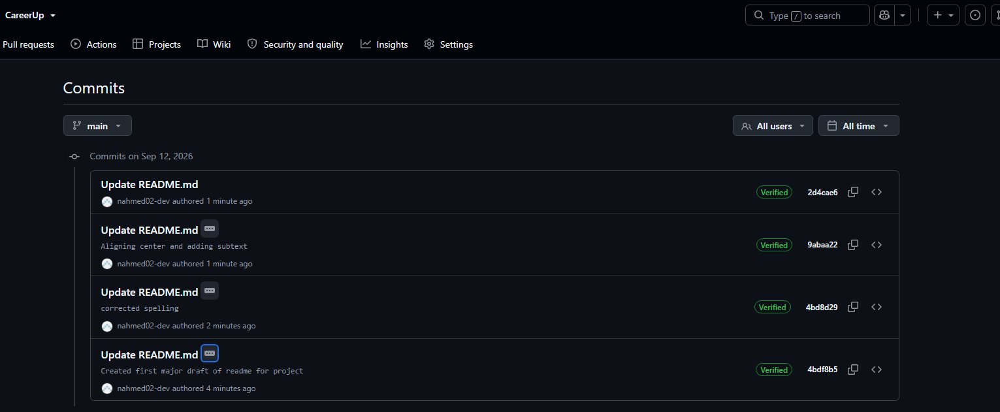 CareerUp
Type / to search
Pull requests
Actions
Projects
Wiki
Security and quality
Insights
Settings
Commits
main
All users
All time
Commits on Sep 12, 2026
Update README.md
nahmed02-dev authored 1 minute ago
Verified
2d4cae6
Update README.md
Aligning center and adding subtext
nahmed02-dev authored 1 minute ago
Verified
9abaa22
Update README.md
corrected spelling
nahmed02-dev authored 2 minutes ago
Verified
4bd8d29
Update README.md
Created first major draft of readme for project
nahmed02-dev authored 4 minutes ago
Verified
4bdf8b5